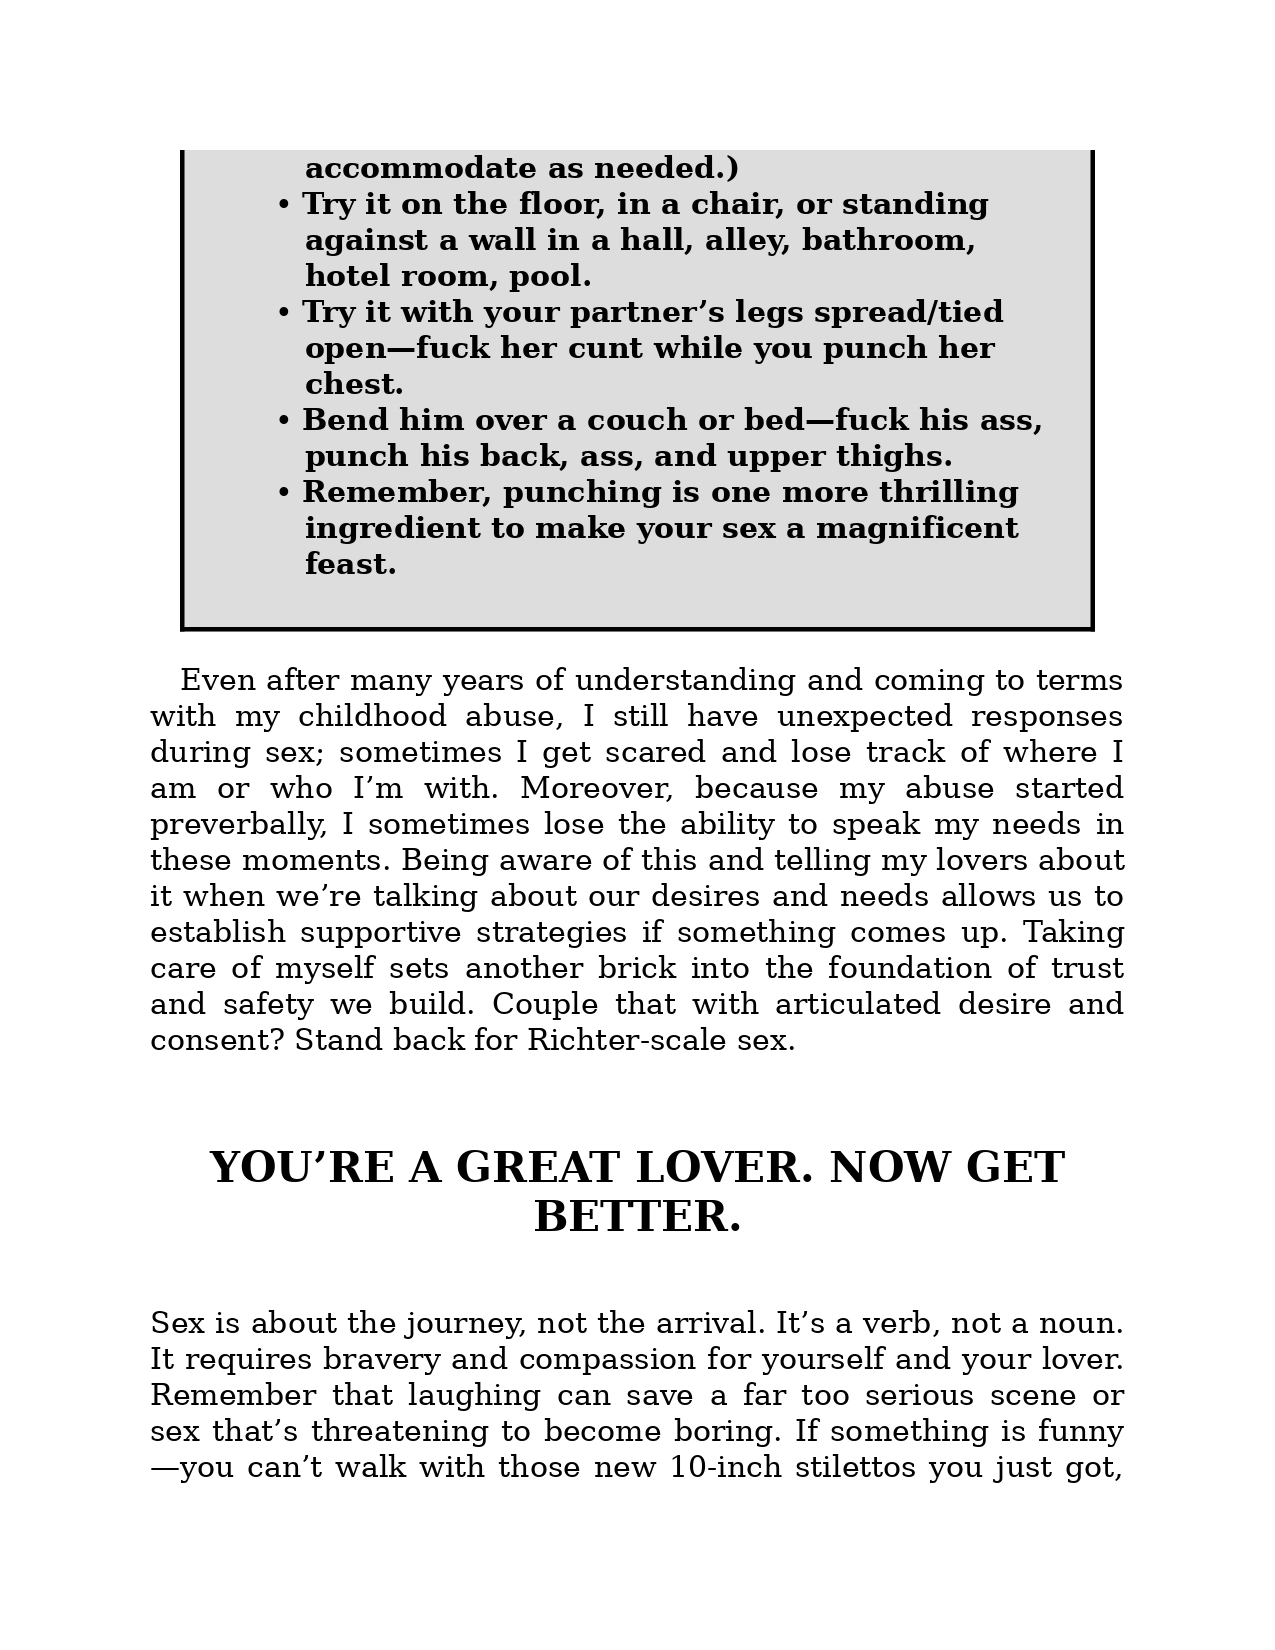 accommodate as needed.)
• Try it on the floor, in a chair, or standing
against a wall in a hall, alley, bathroom,
hotel room, pool.
• Try it with your partner’s legs spread/tied
open—fuck her cunt while you punch her
chest.
• Bend him over a couch or bed—fuck his ass,
punch his back, ass, and upper thighs.
• Remember, punching is one more thrilling
ingredient to make your sex a magnificent
feast.
Even after many years of understanding and coming to terms
with my childhood abuse, I still have unexpected responses
during sex; sometimes I get scared and lose track of where I
am or who I’m with. Moreover, because my abuse started
preverbally, I sometimes lose the ability to speak my needs in
these moments. Being aware of this and telling my lovers about
it when we’re talking about our desires and needs allows us to
establish supportive strategies if something comes up. Taking
care of myself sets another brick into the foundation of trust
and safety we build. Couple that with articulated desire and
consent? Stand back for Richter-scale sex.
YOU’RE A GREAT LOVER. NOW GET
BETTER.
Sex is about the journey, not the arrival. It’s a verb, not a noun.
It requires bravery and compassion for yourself and your lover.
Remember that laughing can save a far too serious scene or
sex that’s threatening to become boring. If something is funny
—you can’t walk with those new 10-inch stilettos you just got,